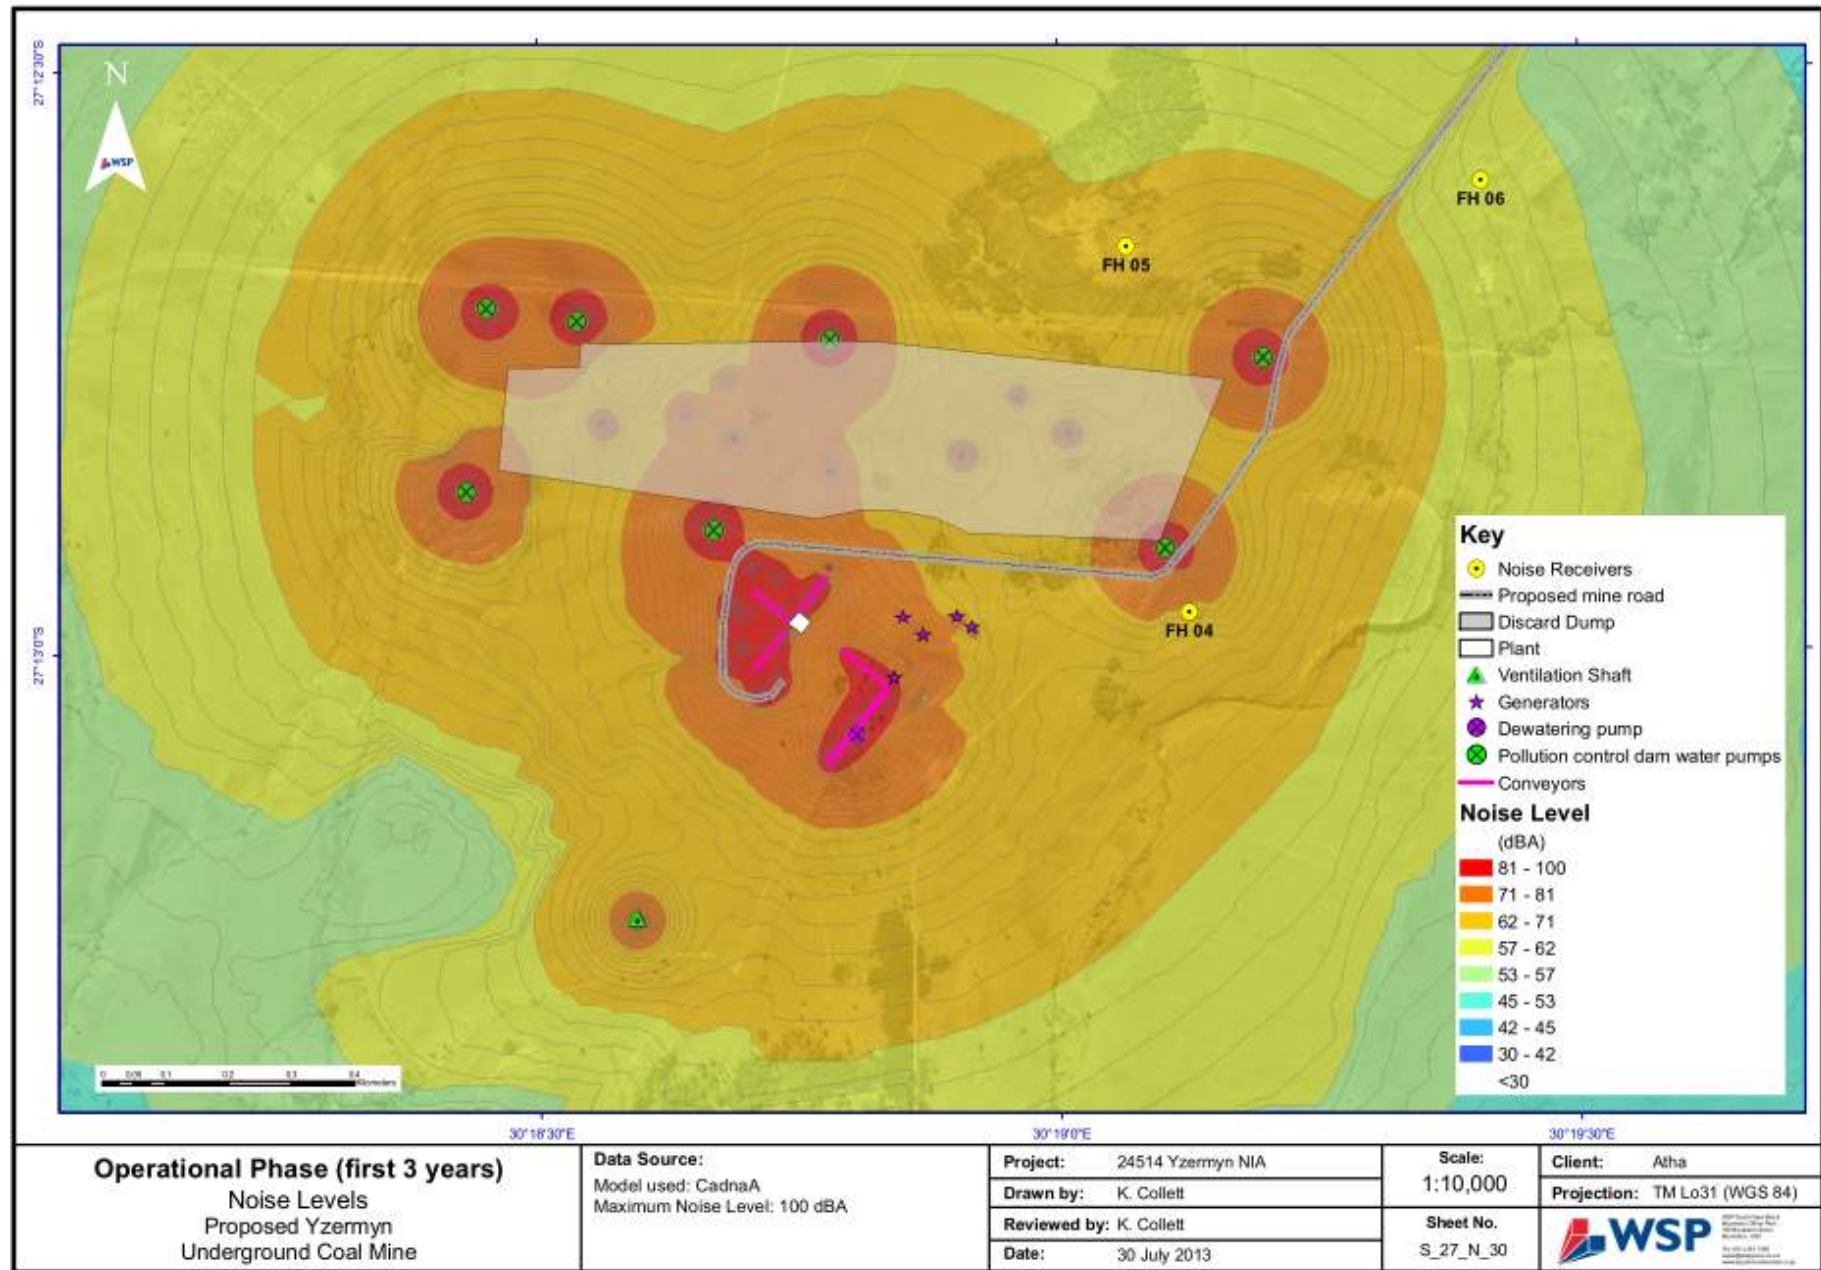 27°12'30"S
N
WSP
FH 06
FH 05
FH 04
27°13'0"S
Key
Noise Receivers
Proposed mine road
Discard Dump
Plant
Ventilation Shaft
Generators
Dewatering pump
Pollution control dam water pumps
Conveyors
Noise Level
(dBA)
81 - 100
71 - 81
62 - 71
57 - 62
53 - 57
45 - 53
42 - 45
30 - 42
<30
0 0.05 0.1 0.2 0.3 0.4
Kilometers
30°18'30"E
30°19'0"E
30°19'30"E
Operational Phase (first 3 years)
Noise Levels
Proposed Yzermyn
Underground Coal Mine
Data Source:
Model used: CadnaA
Maximum Noise Level: 100 dBA
Project: 24514 Yzermyn NIA
Drawn by: K. Collett
Reviewed by: K. Collett
Date: 30 July 2013
Scale:
1:10,000
Sheet No.
S_27_N_30
Client: Atha
Projection: TM Lo31 (WGS 84)
WSP